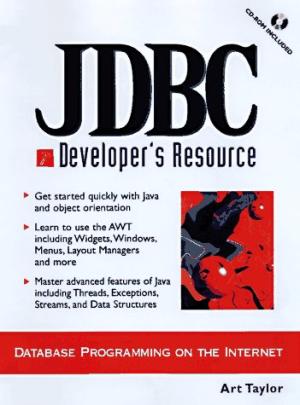 CD-ROM INCLUDED
JDBC
Developer's Resource
Get started quickly with Java
and object orientation
Learn to use the AWT
including Widgets, Windows,
Menus, Layout Managers
and more
Master advanced features of Java
including Threads, Exceptions,
Streams, and Data Structures
DATABASE PROGRAMMING ON THE INTERNET
Art Taylor